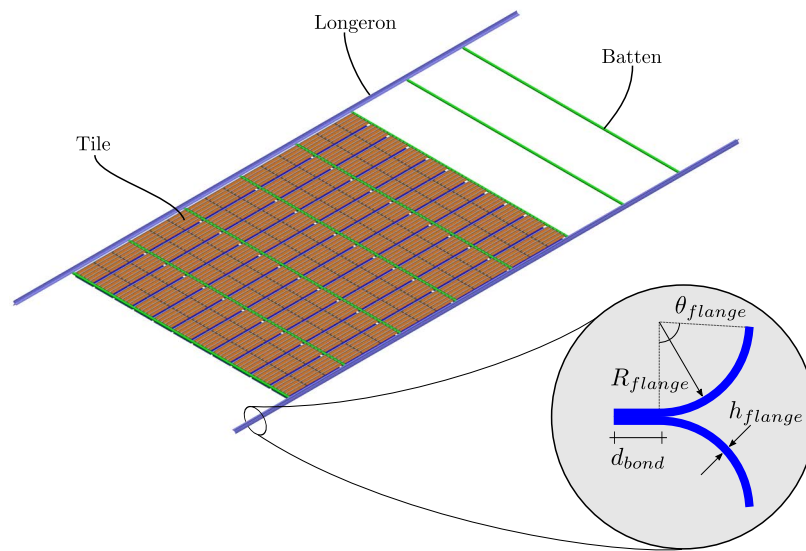 Longeron
Batten
Tile
θ_flange
R_flange
h_flange
d_bond